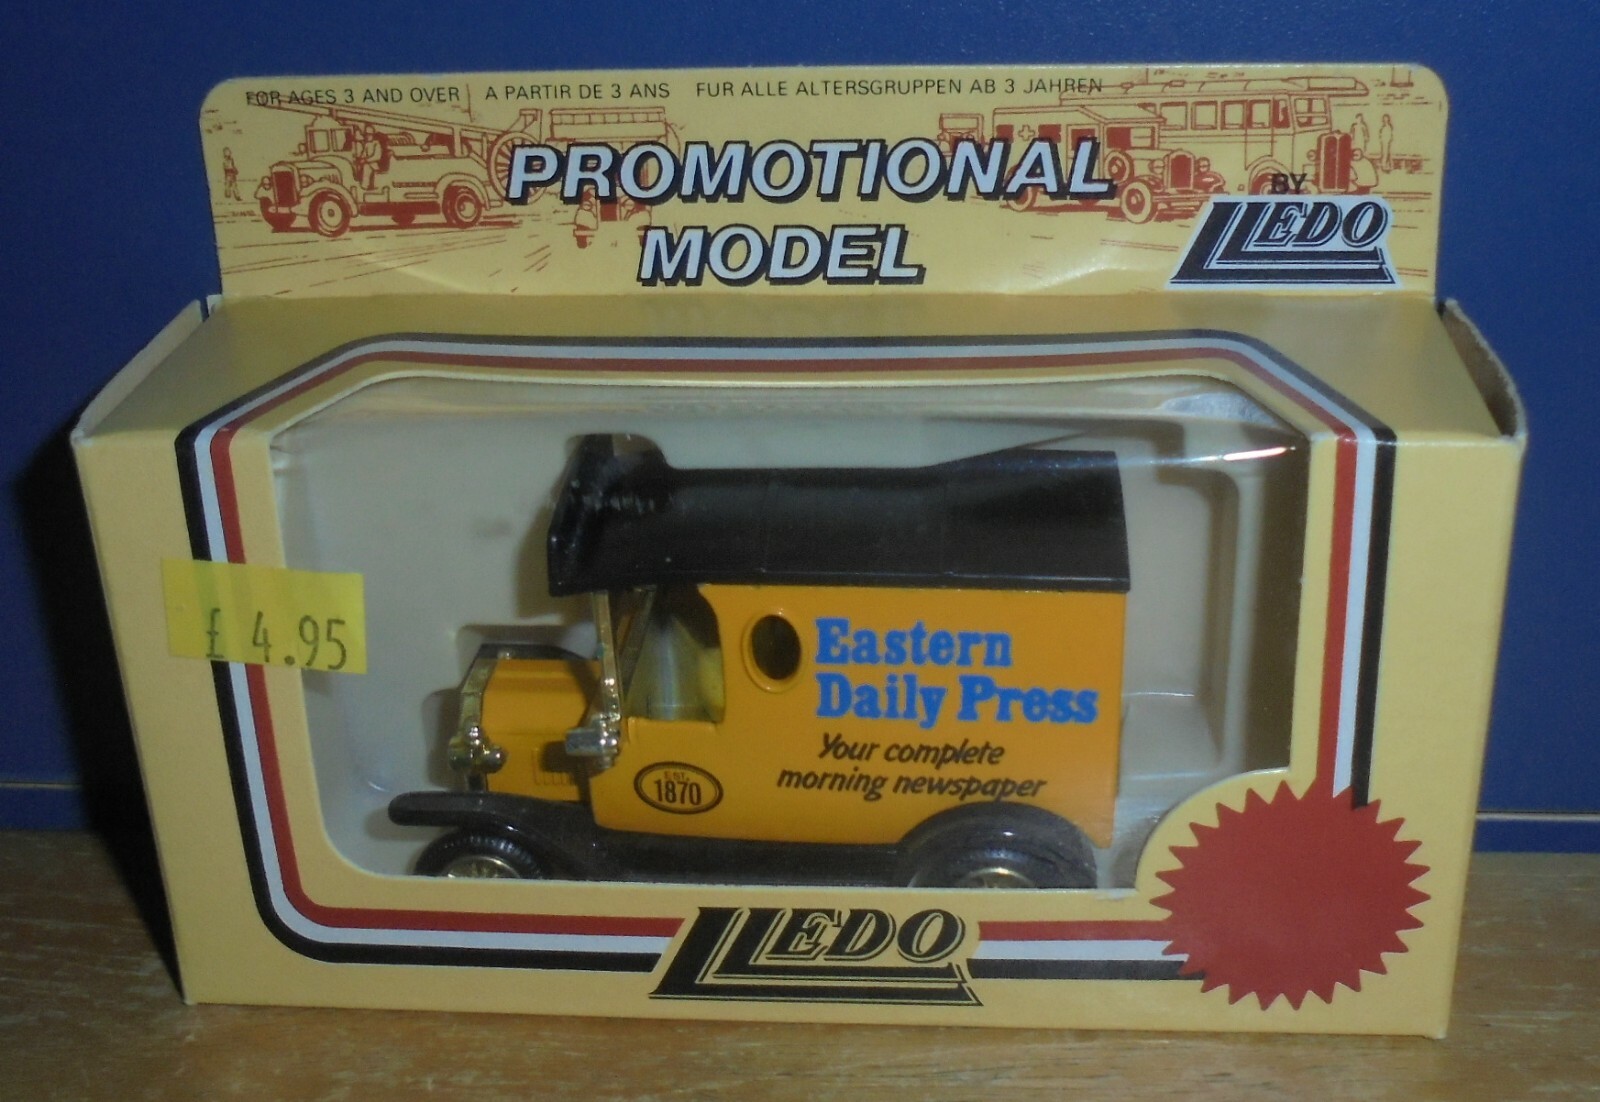 FOR AGES 3 AND OVER A PARTIR DE 3 ANS FUR ALLE ALTERSGRUPPEN AB 3 JAHREN
PROMOTIONAL
MODEL
BY
LLEDO
£4.95
Eastern
Daily Press
Your complete
morning newspaper
EST.
1870
LLEDO